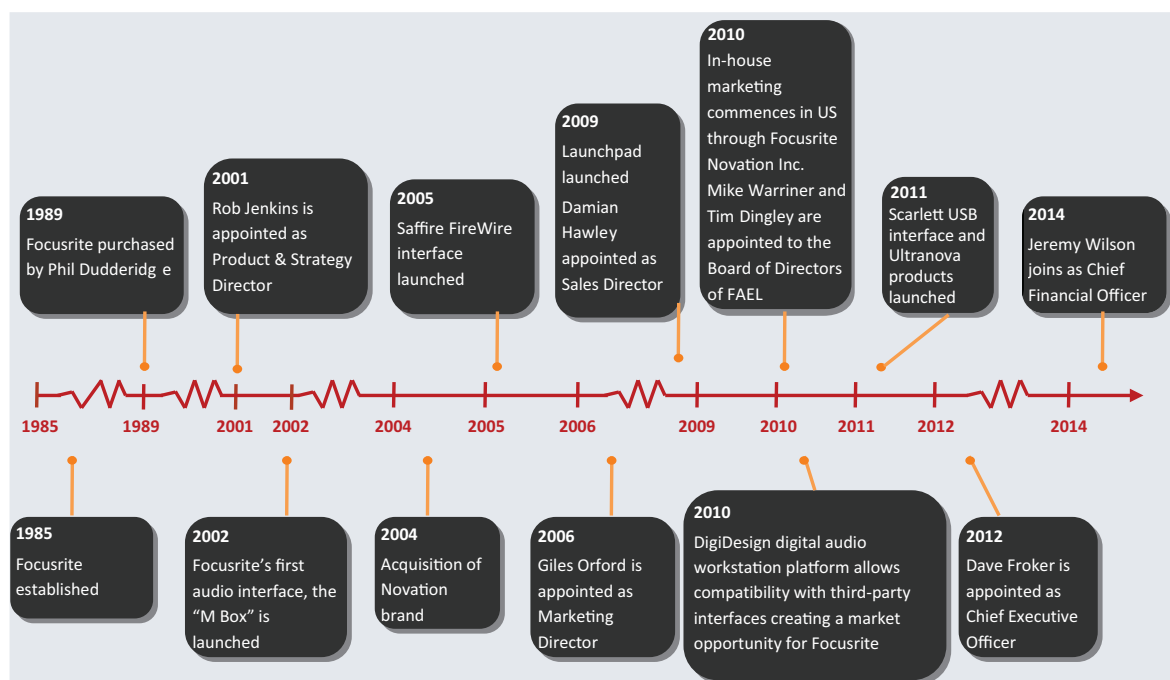 1989
Focusrite purchased
by Phil Dudderidg e
2001
Rob Jenkins is
appointed as
Product & Strategy
Director
2005
Saffire FireWire
interface
launched
2009
Launchpad
launched
Damian
Hawley
appointed as
Sales Director
2010
In-house
marketing
commences in US
through Focusrite
Novation Inc.
Mike Warriner and
Tim Dingley are
appointed to the
Board of Directors
of FAEL
2011
Scarlett USB
interface and
Ultranova
products
launched
2014
Jeremy Wilson
joins as Chief
Financial Officer
1985 1989 2001 2002 2004 2005 2006 2009 2010 2011 2012 2014
1985
Focusrite
established
2002
Focusrite’s first
audio interface, the
“M Box” is
launched
2004
Acquisition of
Novation
brand
2006
Giles Orford is
appointed as
Marketing
Director
2010
DigiDesign digital audio
workstation platform allows
compatibility with third-party
interfaces creating a market
opportunity for Focusrite
2012
Dave Froker is
appointed as
Chief Executive
Officer